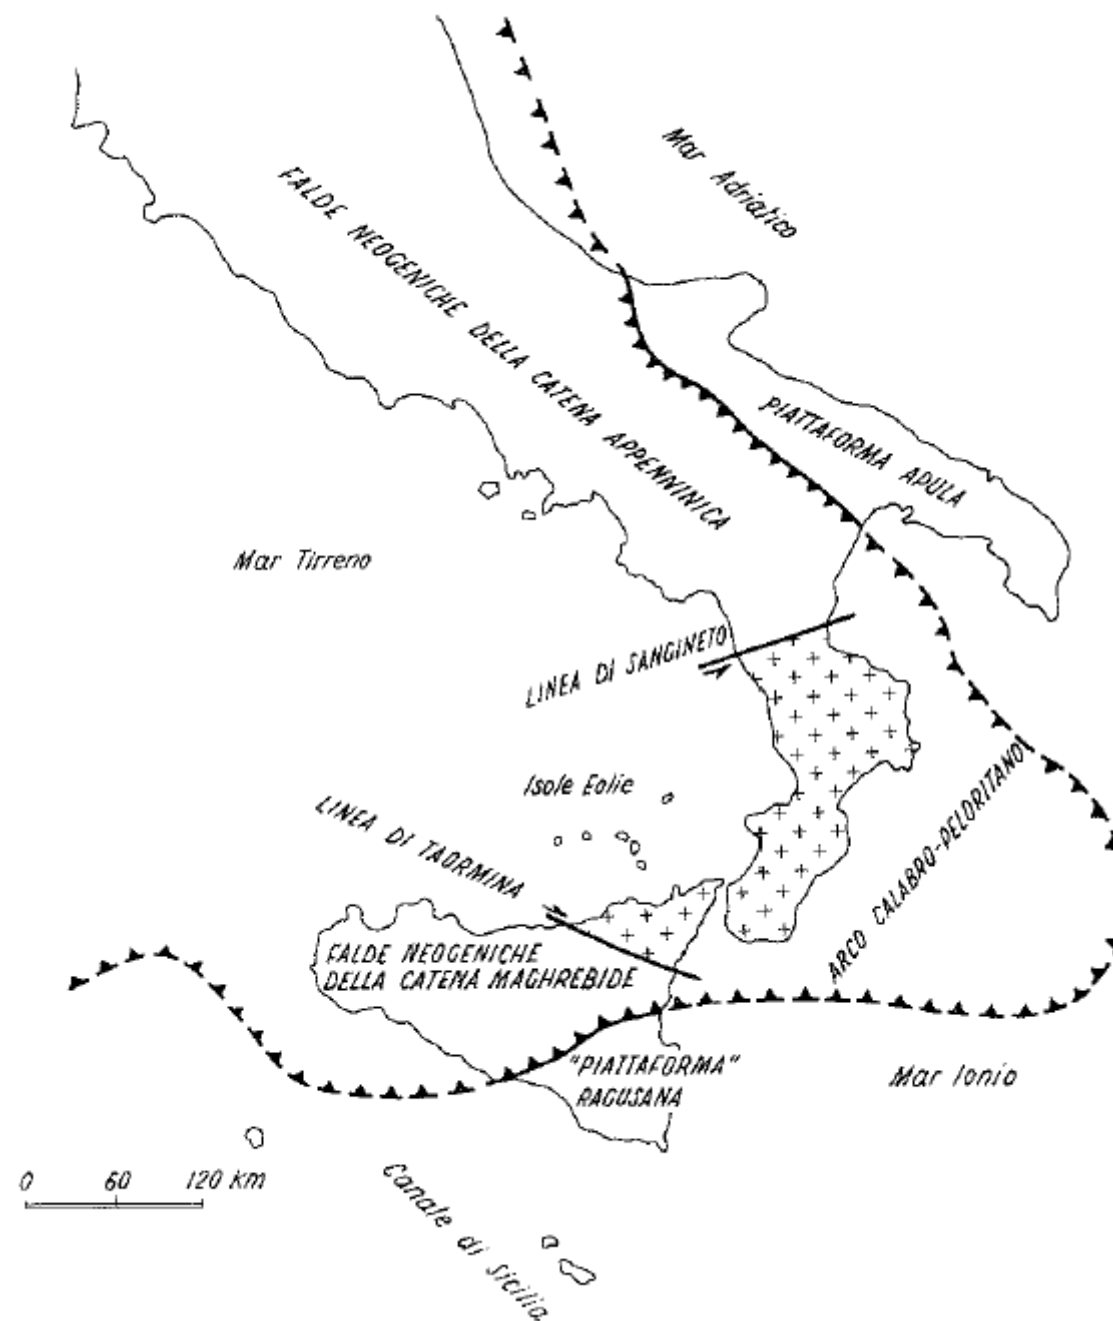 Mar Adriatico
FALDE NEOGENICHE DELLA CATENA APPENNINICA
PIATTAFORMA APULA
Mar Tirreno
LINEA DI SANGINETO
Isole Eolie
LINEA DI TAORMINA
ARCO CALABRO-PELORITANO
FALDE NEOGENICHE
DELLA CATENA MAGHREBIDE
"PIATTAFORMA"
RAGUSANA
Mar Ionio
0 60 120 km
Canale di Sicilia